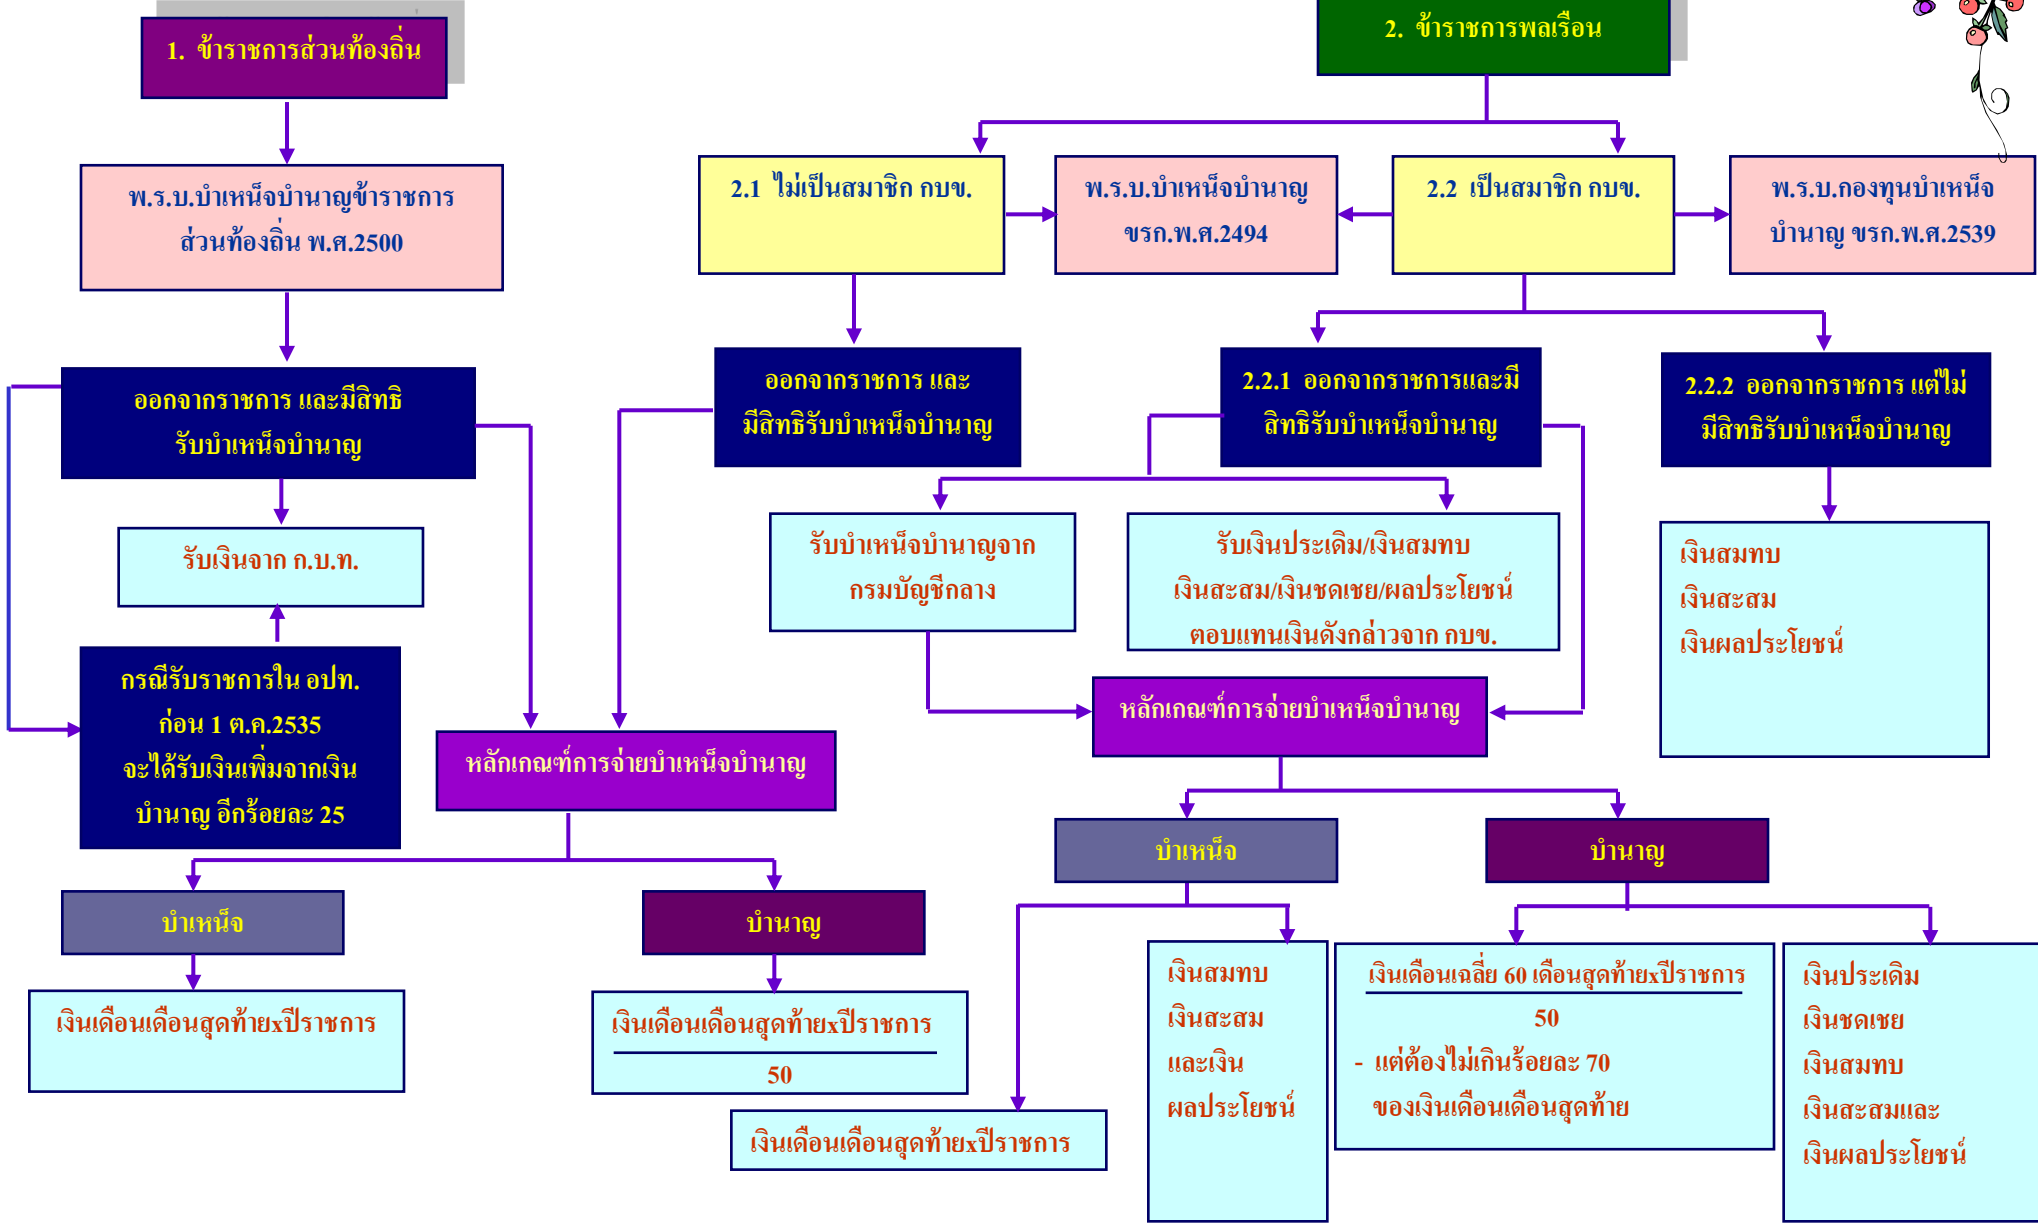 1. ข้าราชการส่วนท้องถิ่น
พ.ร.บ.บำเหน็จบำนาญข้าราชการ
ส่วนท้องถิ่น พ.ศ.2500
ออกจากราชการ และมีสิทธิ
รับบำเหน็จบำนาญ
รับเงินจาก ก.บ.ท.
กรณีรับราชการใน อปท.
ก่อน 1 ต.ค.2535
จะได้รับเงินเพิ่มจากเงิน
บำนาญ อีกร้อยละ 25
2. ข้าราชการพลเรือน
2.1 ไม่เป็นสมาชิก กบข.
พ.ร.บ.บำเหน็จบำนาญ
ขรก.พ.ศ.2494
2.2 เป็นสมาชิก กบข.
พ.ร.บ.กองทุนบำเหน็จ
บำนาญ ขรก.พ.ศ.2539
ออกจากราชการ และ
มีสิทธิรับบำเหน็จบำนาญ
2.2.1 ออกจากราชการและมี
สิทธิรับบำเหน็จบำนาญ
2.2.2 ออกจากราชการ แต่ไม่
มีสิทธิรับบำเหน็จบำนาญ
รับบำเหน็จบำนาญจาก
กรมบัญชีกลาง
รับเงินประเดิม/เงินสมทบ
เงินสะสม/เงินชดเชย/ผลประโยชน์
ตอบแทนเงินดังกล่าวจาก กบข.
เงินสมทบ
เงินสะสม
เงินผลประโยชน์
หลักเกณฑ์การจ่ายบำเหน็จบำนาญ
บำเหน็จ
เงินเดือนเดือนสุดท้ายxปีราชการ
บำนาญ
เงินเดือนเดือนสุดท้ายxปีราชการ
50
หลักเกณฑ์การจ่ายบำเหน็จบำนาญ
บำเหน็จ
เงินเดือนเดือนสุดท้ายxปีราชการ
เงินสมทบ
เงินสะสม
และเงิน
ผลประโยชน์
บำนาญ
เงินเดือนเฉลี่ย 60 เดือนสุดท้ายxปีราชการ
50
- แต่ต้องไม่เกินร้อยละ 70
ของเงินเดือนเดือนสุดท้าย
เงินประเดิม
เงินชดเชย
เงินสมทบ
เงินสะสมและ
เงินผลประโยชน์